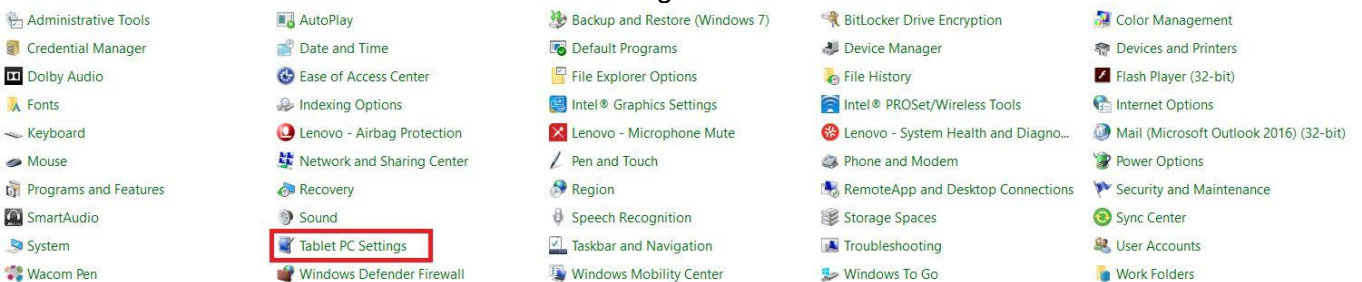 Administrative Tools AutoPlay Backup and Restore (Windows 7) BitLocker Drive Encryption Color Management
Credential Manager Date and Time Default Programs Device Manager Devices and Printers
Dolby Audio Ease of Access Center File Explorer Options File History Flash Player (32-bit)
Fonts Indexing Options Intel® Graphics Settings Intel® PROSet/Wireless Tools Internet Options
Keyboard Lenovo - Airbag Protection Lenovo - Microphone Mute Lenovo - System Health and Diagno... Mail (Microsoft Outlook 2016) (32-bit)
Mouse Network and Sharing Center Pen and Touch Phone and Modem Power Options
Programs and Features Recovery Region RemoteApp and Desktop Connections Security and Maintenance
SmartAudio Sound Speech Recognition Storage Spaces Sync Center
System Tablet PC Settings Taskbar and Navigation Troubleshooting User Accounts
Wacom Pen Windows Defender Firewall Windows Mobility Center Windows To Go Work Folders